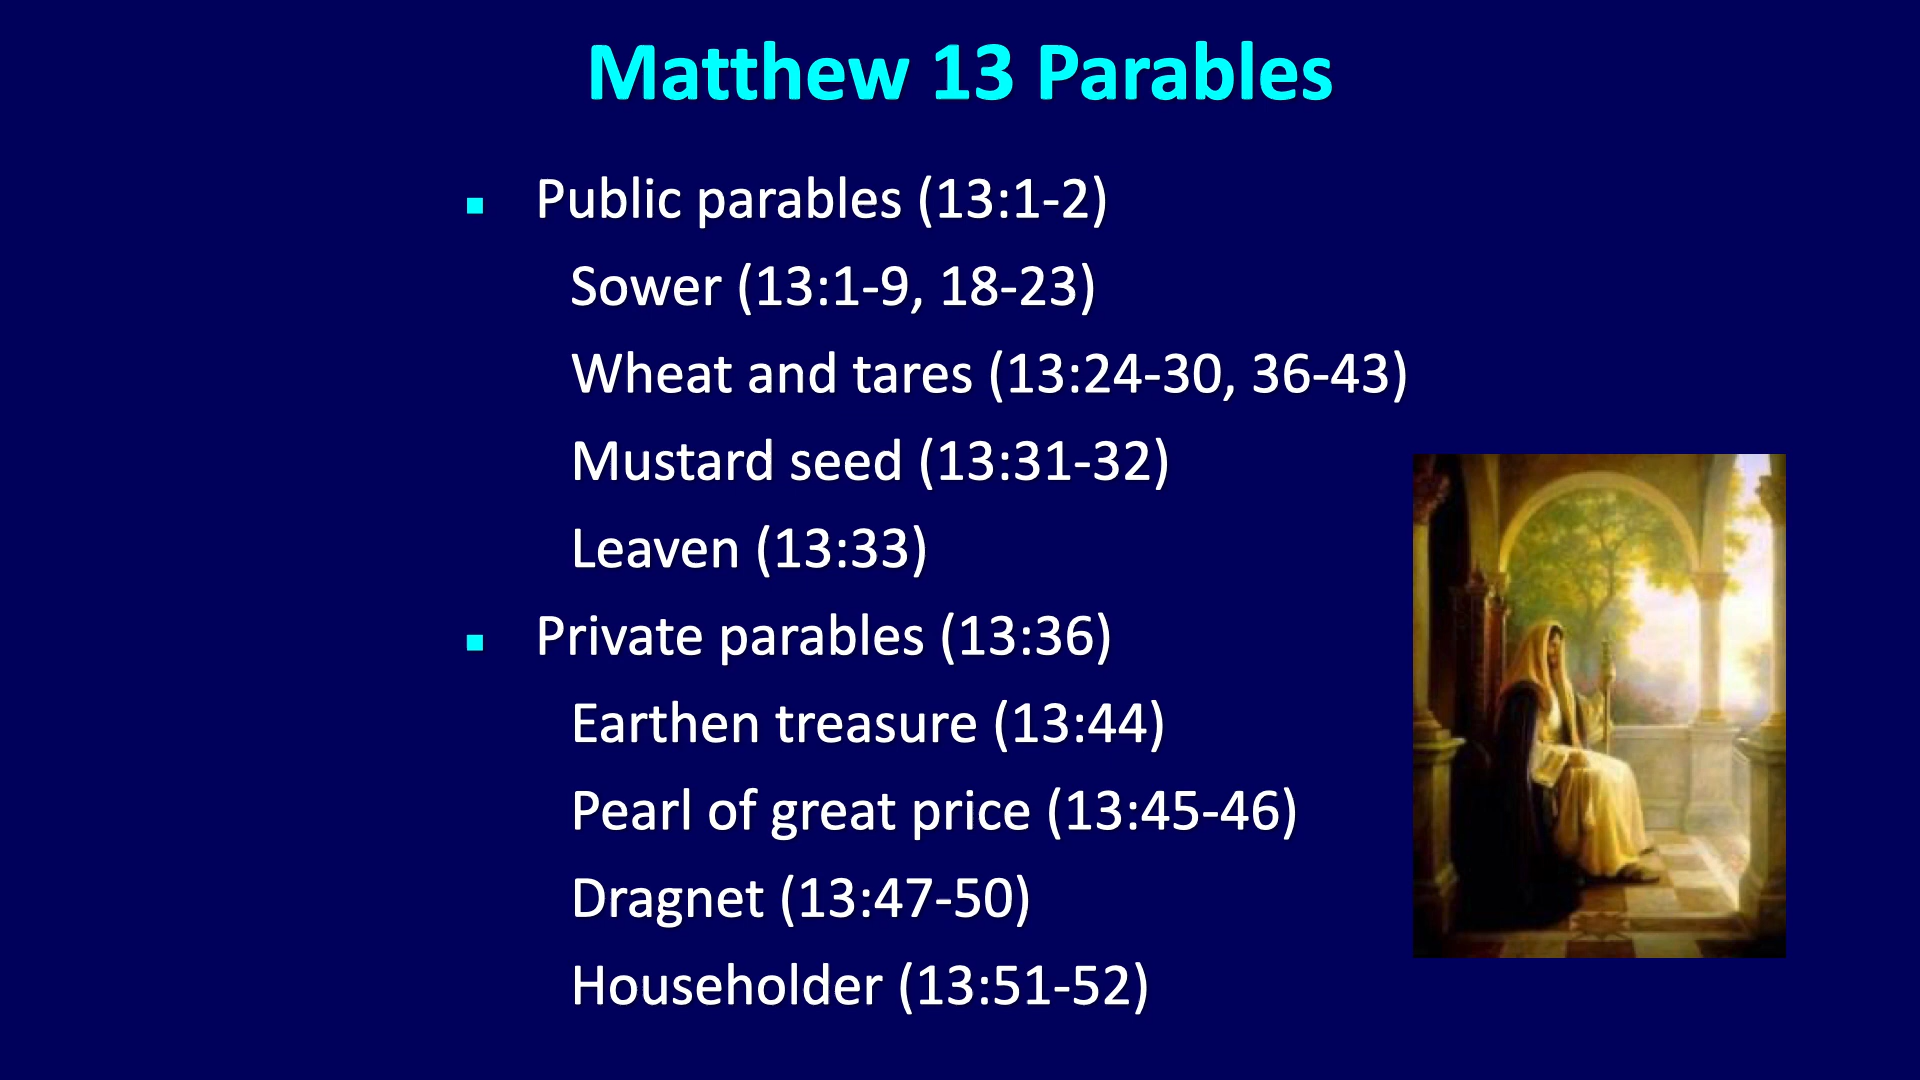 Matthew 13 Parables
▪ Public parables (13:1-2)
Sower (13:1-9, 18-23)
Wheat and tares (13:24-30, 36-43)
Mustard seed (13:31-32)
Leaven (13:33)
▪ Private parables (13:36)
Earthen treasure (13:44)
Pearl of great price (13:45-46)
Dragnet (13:47-50)
Householder (13:51-52)